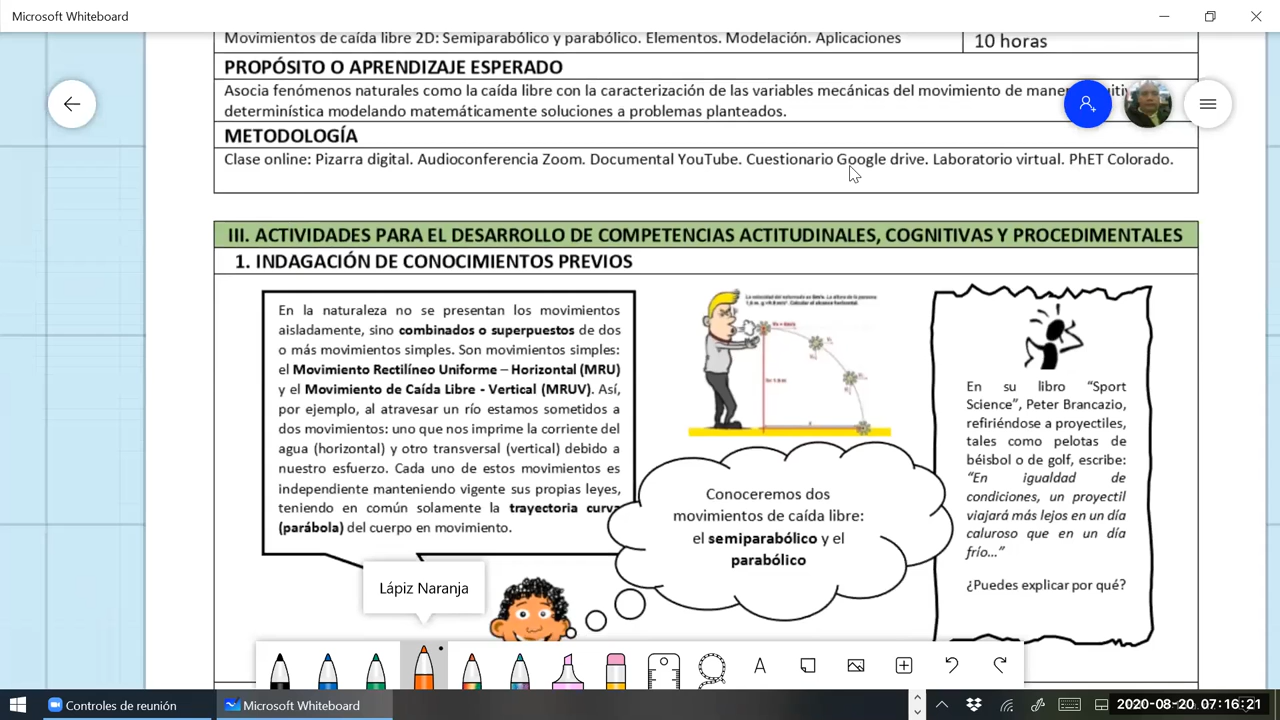 Microsoft Whiteboard
Movimientos de caída libre 2D: Semiparabólico y parabólico. Elementos. Modelación. Aplicaciones
10 horas
PROPÓSITO O APRENDIZAJE ESPERADO
Asocia fenómenos naturales como la caída libre con la caracterización de las variables mecánicas del movimiento de
determinística modelando matemáticamente soluciones a problemas planteados.
METODOLOGÍA
Clase online: Pizarra digital. Audioconferencia Zoom. Documental YouTube. Cuestionario Google drive. Laboratorio virtual. PhET Colorado.
III. ACTIVIDADES PARA EL DESARROLLO DE COMPETENCIAS ACTITUDINALES, COGNITIVAS Y PROCEDIMENTALES
1. INDAGACIÓN DE CONOCIMIENTOS PREVIOS
En la naturaleza no se presentan los movimientos
aisladamente, sino combinados o superpuestos de dos
o más movimientos simples. Son movimientos simples:
el Movimiento Rectilíneo Uniforme – Horizontal (MRU)
y el Movimiento de Caída Libre - Vertical (MRUV). Así,
por ejemplo, al atravesar un río estamos sometidos a
dos movimientos: uno que nos imprime la corriente del
agua (horizontal) y otro transversal (vertical) debido a
nuestro esfuerzo. Cada uno de estos movimientos es
independiente manteniendo vigente sus propias leyes,
teniendo en común solamente la trayectoria curva
(parábola) del cuerpo en movimiento.
Conoceremos dos
movimientos de caída libre:
el semiparabólico y el
parabólico
En su libro “Sport
Science”, Peter Brancazio,
refiriéndose a proyectiles,
tales como pelotas de
béisbol o de golf, escribe:
“En igualdad de
condiciones, un proyectil
viajará más lejos en un día
caluroso que en un día
frío…”
¿Puedes explicar por qué?
Lápiz Naranja
Controles de reunión
Microsoft Whiteboard
2020-08-20 07:16:21